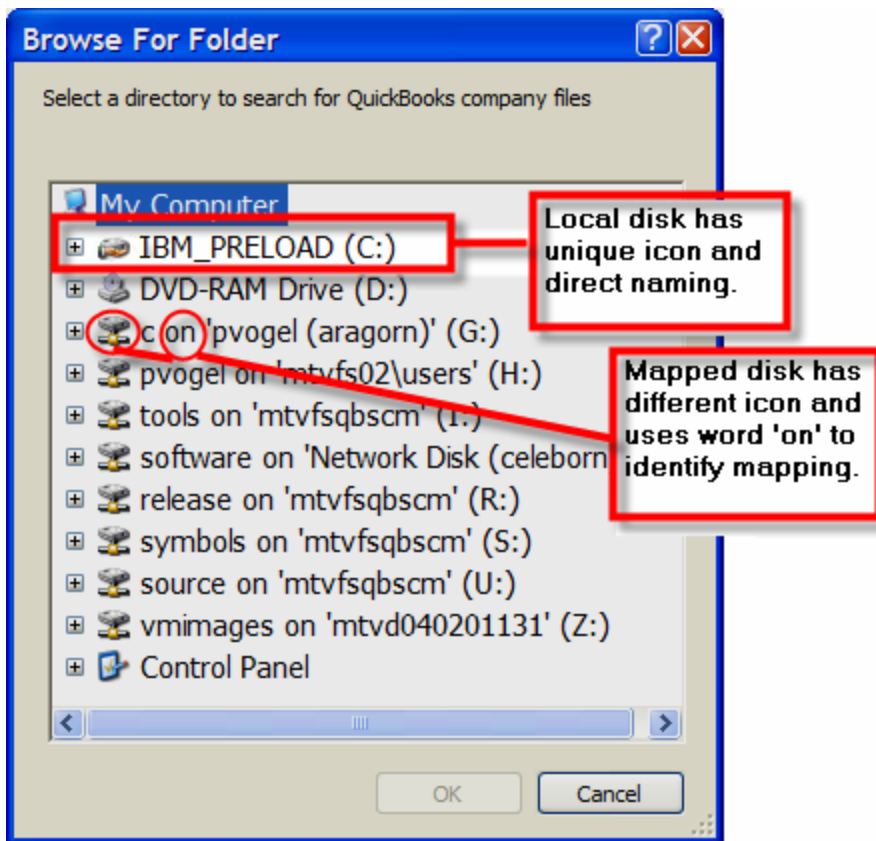 Browse For Folder
Select a directory to search for QuickBooks company files
My Computer
IBM_PRELOAD (C:)
Local disk has
unique icon and
direct naming.
DVD-RAM Drive (D:)
c on 'pvogel (aragorn)' (G:)
pvogel on 'mtvfs02\users' (H:)
Mapped disk has
different icon and
uses word 'on' to
identify mapping.
tools on 'mtvfsqbscm' (I:)
software on 'Network Disk (celeborn
release on 'mtvfsqbscm' (R:)
symbols on 'mtvfsqbscm' (S:)
source on 'mtvfsqbscm' (U:)
vmimages on 'mtvd040201131' (Z:)
Control Panel
OK
Cancel